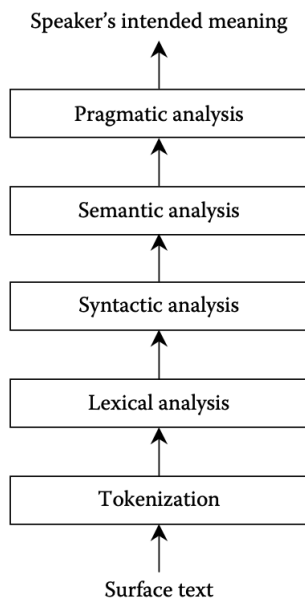 Speaker’s intended meaning
Pragmatic analysis
Semantic analysis
Syntactic analysis
Lexical analysis
Tokenization
Surface text